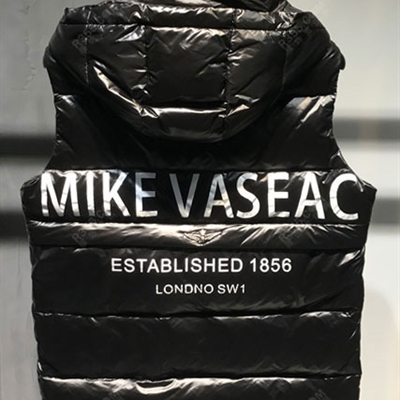 MIKE VASEAC
ESTABLISHED 1856
LONDNO SW1